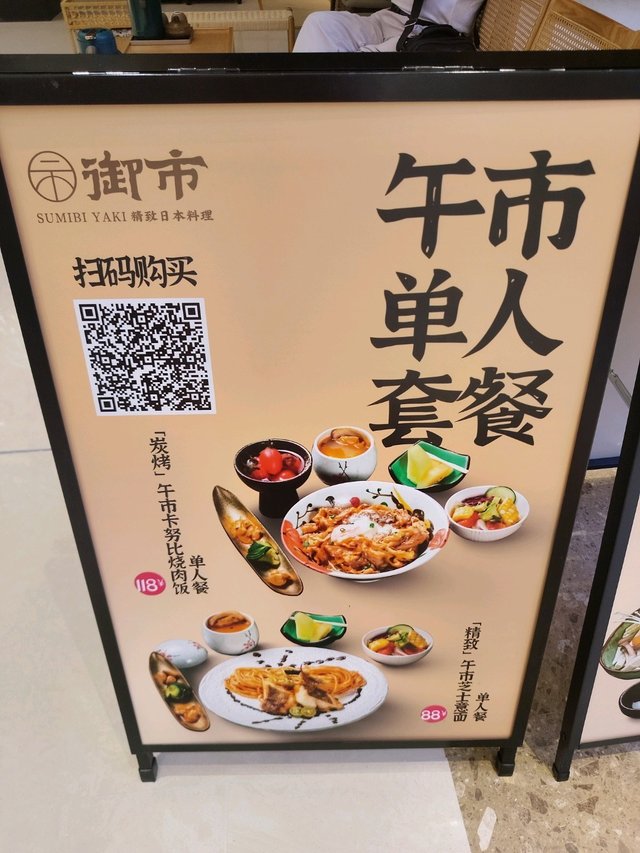 御市
SUMIBI YAKI 精致日本料理
扫码购买
午市
单人
套餐
「炭烤」午市卡努比烧肉饭
单人餐
118¥
「精致」午市芝士意面
单人餐
88¥